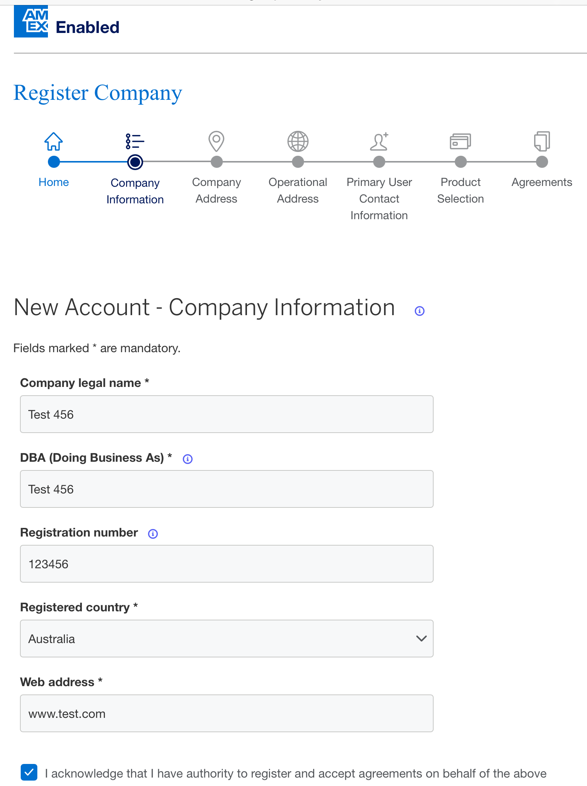 AM
EX
Enabled
Register Company
Home
Company
Information
Company
Address
Operational
Address
Primary User
Contact
Information
Product
Selection
Agreements
New Account - Company Information
Fields marked * are mandatory.
Company legal name *
Test 456
DBA (Doing Business As) *
Test 456
Registration number
123456
Registered country *
Australia
Web address *
www.test.com
I acknowledge that I have authority to register and accept agreements on behalf of the above